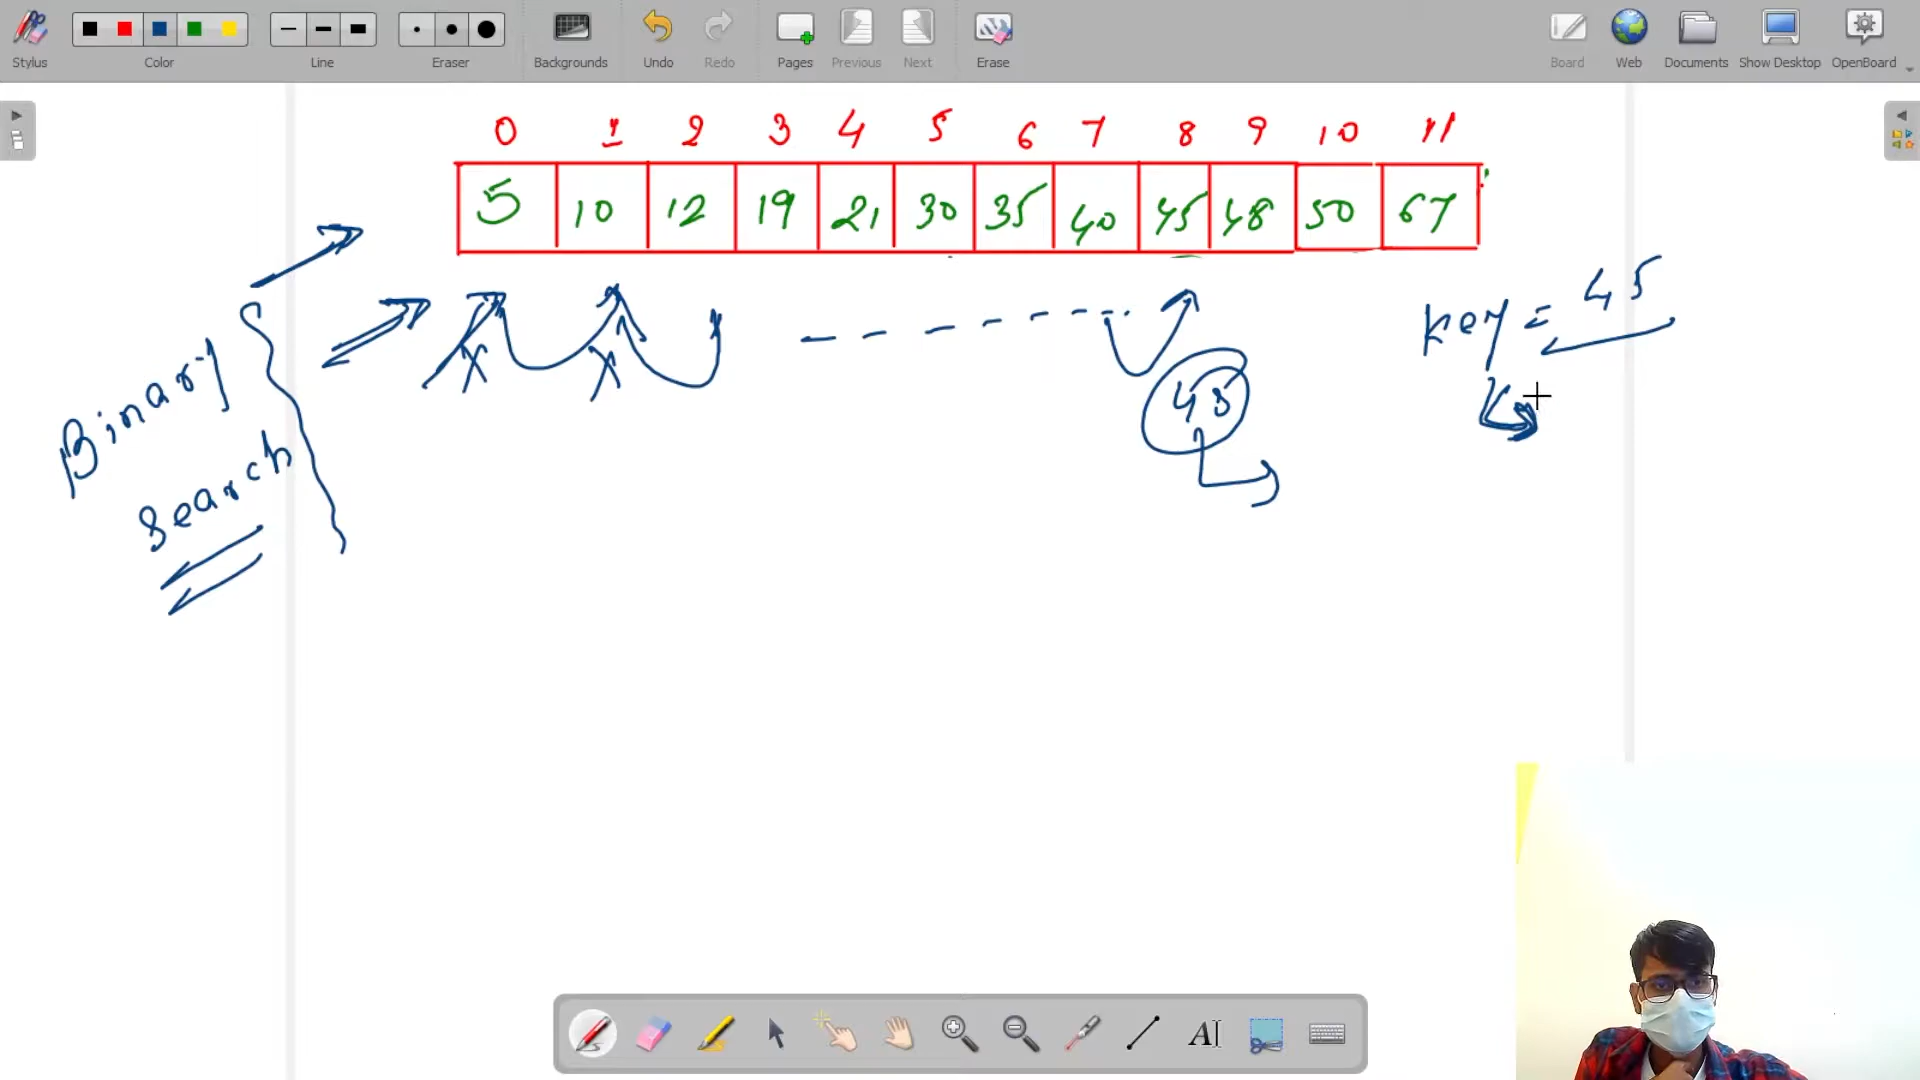 Stylus
Color
Line
Eraser
Backgrounds
Undo
Redo
Pages
Previous
Next
Erase
Board
Web
Documents
Show Desktop
OpenBoard
0 1 2 3 4 5 6 7 8 9 10 11
5 10 12 19 21 30 35 40 45 48 50 67
key = 45
Binary
Search
45